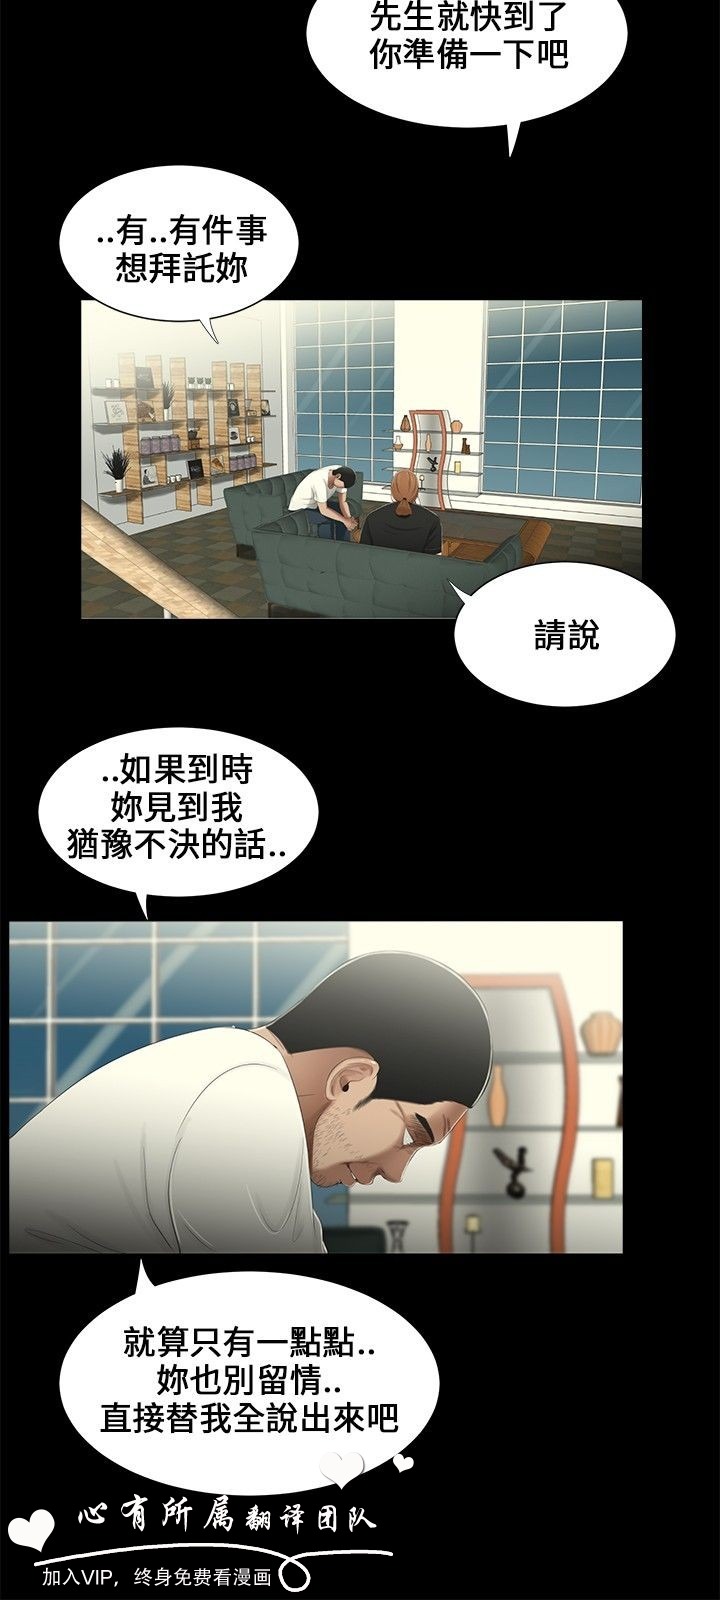 先生就快到了
你準備一下吧
..有..有件事
想拜託妳
請說
..如果到時
妳見到我
猶豫不決的話..
就算只有一點點..
妳也別留情..
直接替我全說出來吧
心有所属翻译团队
加入VIP，终身免费看漫画